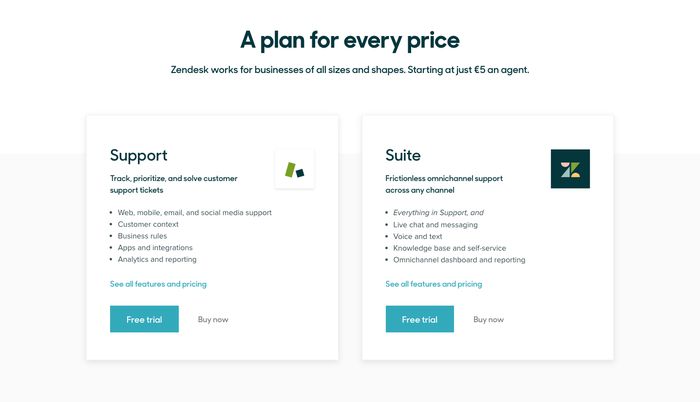 A plan for every price
Zendesk works for businesses of all sizes and shapes. Starting at just €5 an agent.
Support
Track, prioritize, and solve customer
support tickets
• Web, mobile, email, and social media support
• Customer context
• Business rules
• Apps and integrations
• Analytics and reporting
See all features and pricing
Free trial
Buy now
Suite
Frictionless omnichannel support
across any channel
• Everything in Support, and
• Live chat and messaging
• Voice and text
• Knowledge base and self-service
• Omnichannel dashboard and reporting
See all features and pricing
Free trial
Buy now